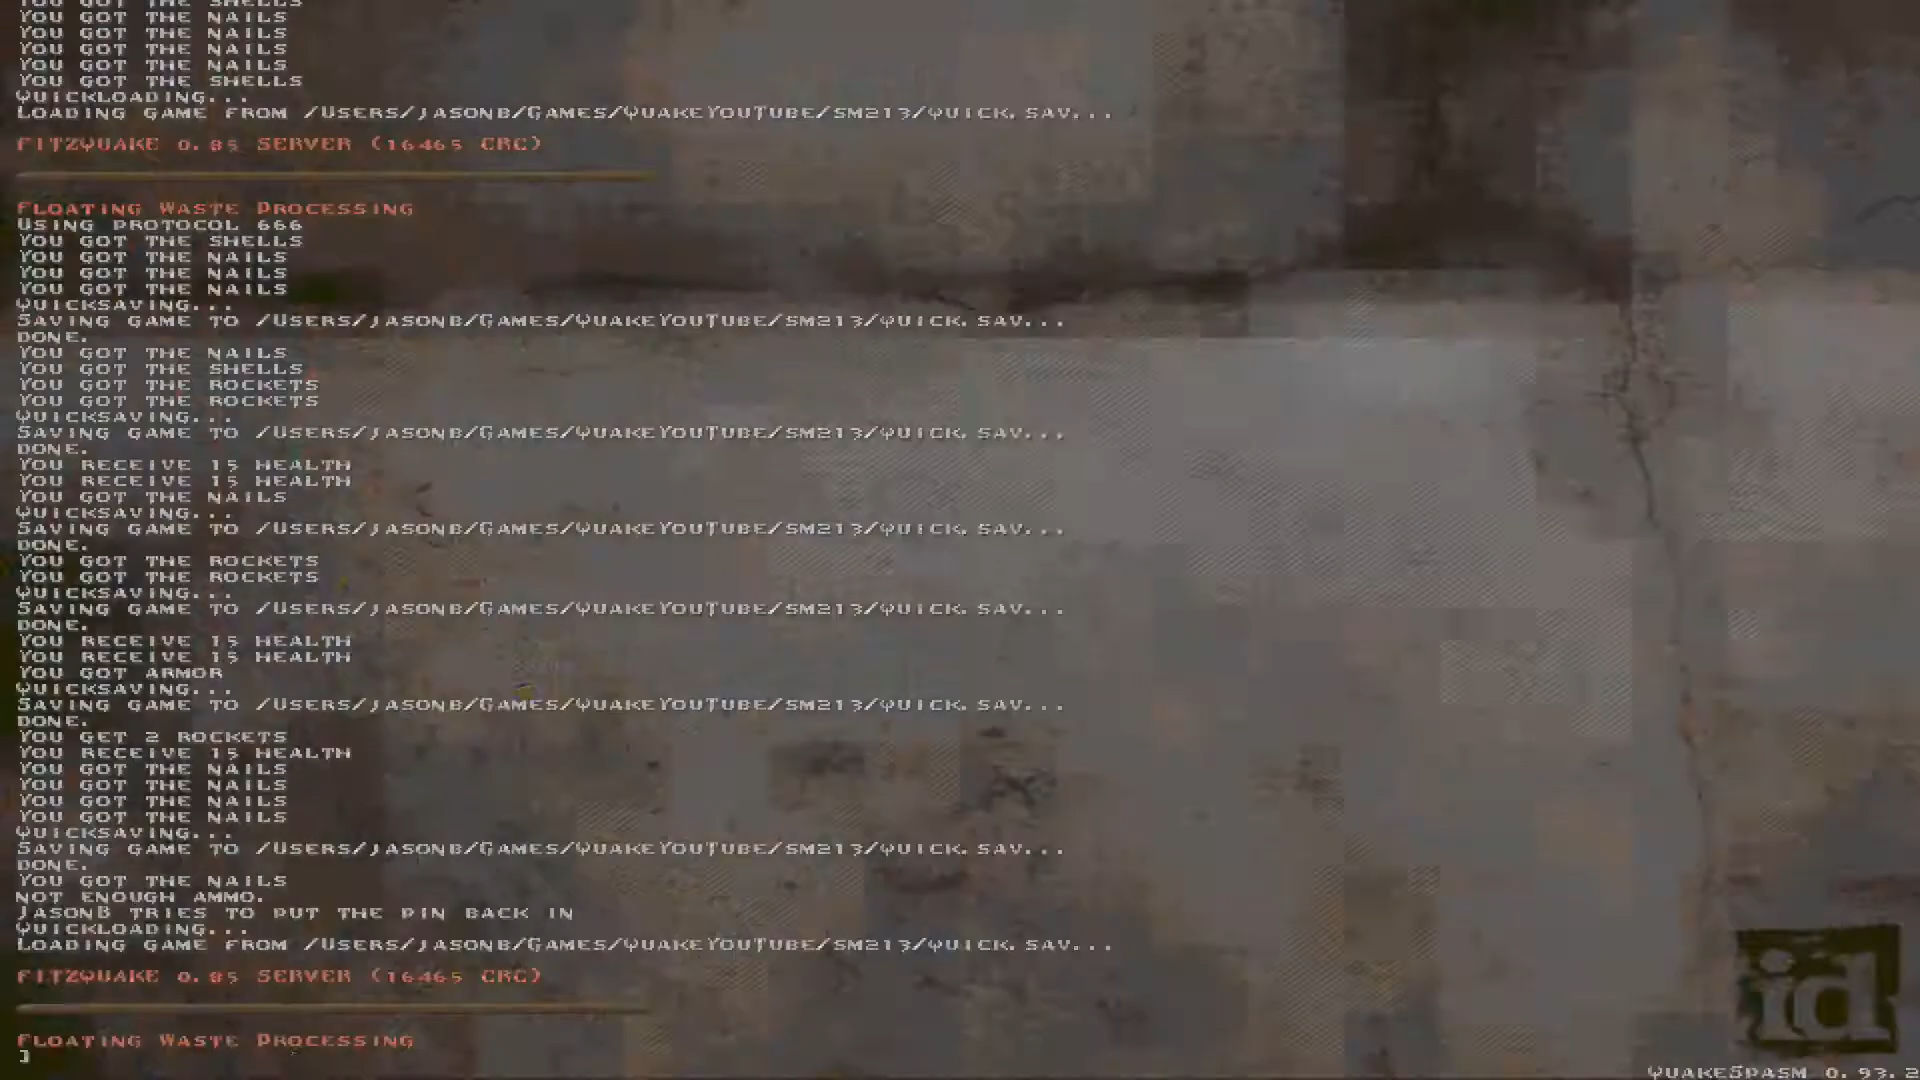 YOU GOT THE SHELLS
YOU GOT THE NAILS
YOU GOT THE NAILS
YOU GOT THE NAILS
YOU GOT THE NAILS
YOU GOT THE SHELLS
QUICKLOADING...
LOADING GAME FROM /USERS/JASONB/GAMES/QUAKEYOUTUBE/SM213/QUICK.SAV...
FITZQUAKE 0.85 SERVER (16465 CRC)
FLOATING WASTE PROCESSING
USING PROTOCOL 666
YOU GOT THE SHELLS
YOU GOT THE NAILS
YOU GOT THE NAILS
YOU GOT THE NAILS
QUICKSAVING...
SAVING GAME TO /USERS/JASONB/GAMES/QUAKEYOUTUBE/SM213/QUICK.SAV...
DONE.
YOU GOT THE NAILS
YOU GOT THE SHELLS
YOU GOT THE ROCKETS
YOU GOT THE ROCKETS
QUICKSAVING...
SAVING GAME TO /USERS/JASONB/GAMES/QUAKEYOUTUBE/SM213/QUICK.SAV...
DONE.
YOU RECEIVE 15 HEALTH
YOU RECEIVE 15 HEALTH
YOU GOT THE NAILS
QUICKSAVING...
SAVING GAME TO /USERS/JASONB/GAMES/QUAKEYOUTUBE/SM213/QUICK.SAV...
DONE.
YOU GOT THE ROCKETS
YOU GOT THE ROCKETS
QUICKSAVING...
SAVING GAME TO /USERS/JASONB/GAMES/QUAKEYOUTUBE/SM213/QUICK.SAV...
DONE.
YOU RECEIVE 15 HEALTH
YOU RECEIVE 15 HEALTH
YOU GOT ARMOR
QUICKSAVING...
SAVING GAME TO /USERS/JASONB/GAMES/QUAKEYOUTUBE/SM213/QUICK.SAV...
DONE.
YOU GET 2 ROCKETS
YOU RECEIVE 15 HEALTH
YOU GOT THE NAILS
YOU GOT THE NAILS
YOU GOT THE NAILS
YOU GOT THE NAILS
QUICKSAVING...
SAVING GAME TO /USERS/JASONB/GAMES/QUAKEYOUTUBE/SM213/QUICK.SAV...
DONE.
YOU GOT THE NAILS
NOT ENOUGH AMMO.
JASONB TRIES TO PUT THE PIN BACK IN
QUICKLOADING...
LOADING GAME FROM /USERS/JASONB/GAMES/QUAKEYOUTUBE/SM213/QUICK.SAV...
FITZQUAKE 0.85 SERVER (16465 CRC)
FLOATING WASTE PROCESSING
]
id
QUAKESPASM 0.93.2